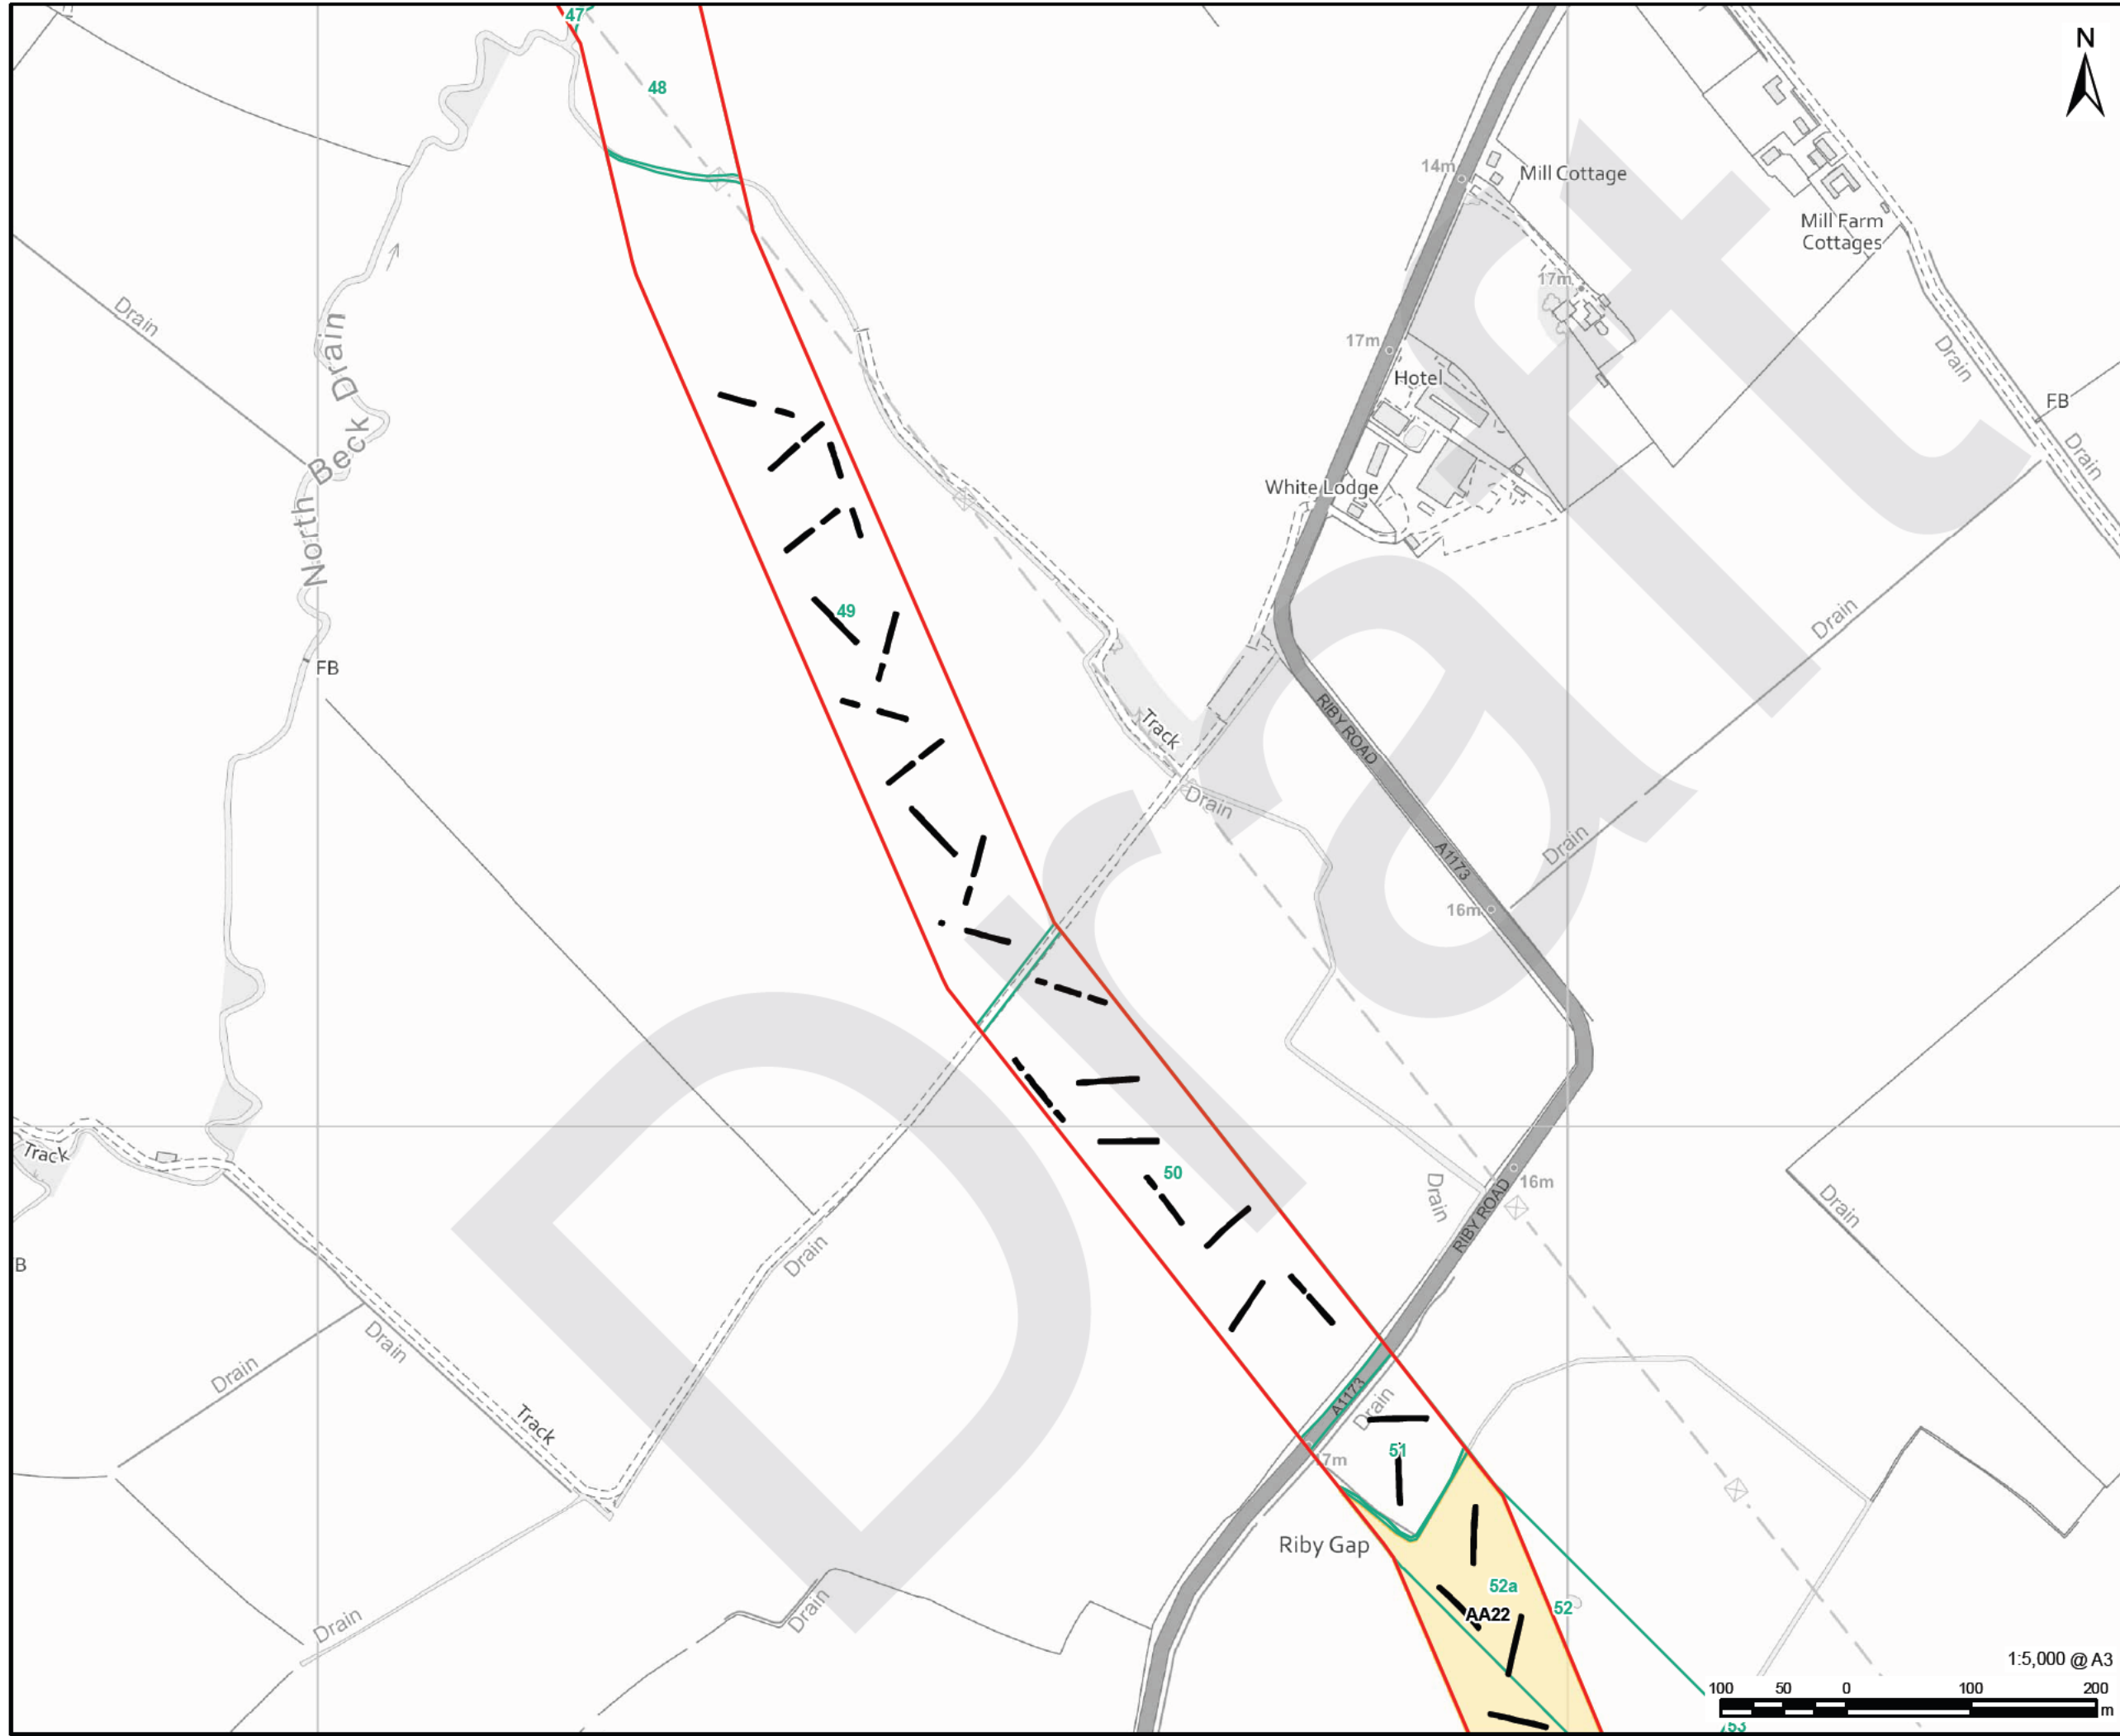 47
48
N
14m
Mill Cottage
Mill Farm
Cottages
17m
Drain
17m
Drain
Hotel
FB
Drain
White Lodge
North Beck Drain
49
Drain
FB
Track
RIBY ROAD
Drain
A1173
Drain
16m
Track
50
Drain
16m
RIBY ROAD
Drain
B
Drain
Drain
Drain
A1173
Drain
Track
51
17m
Riby Gap
52a
AA22
52
Drain
Drain
1:5,000 @ A3
100 50 0 100 200
m
53
Draft